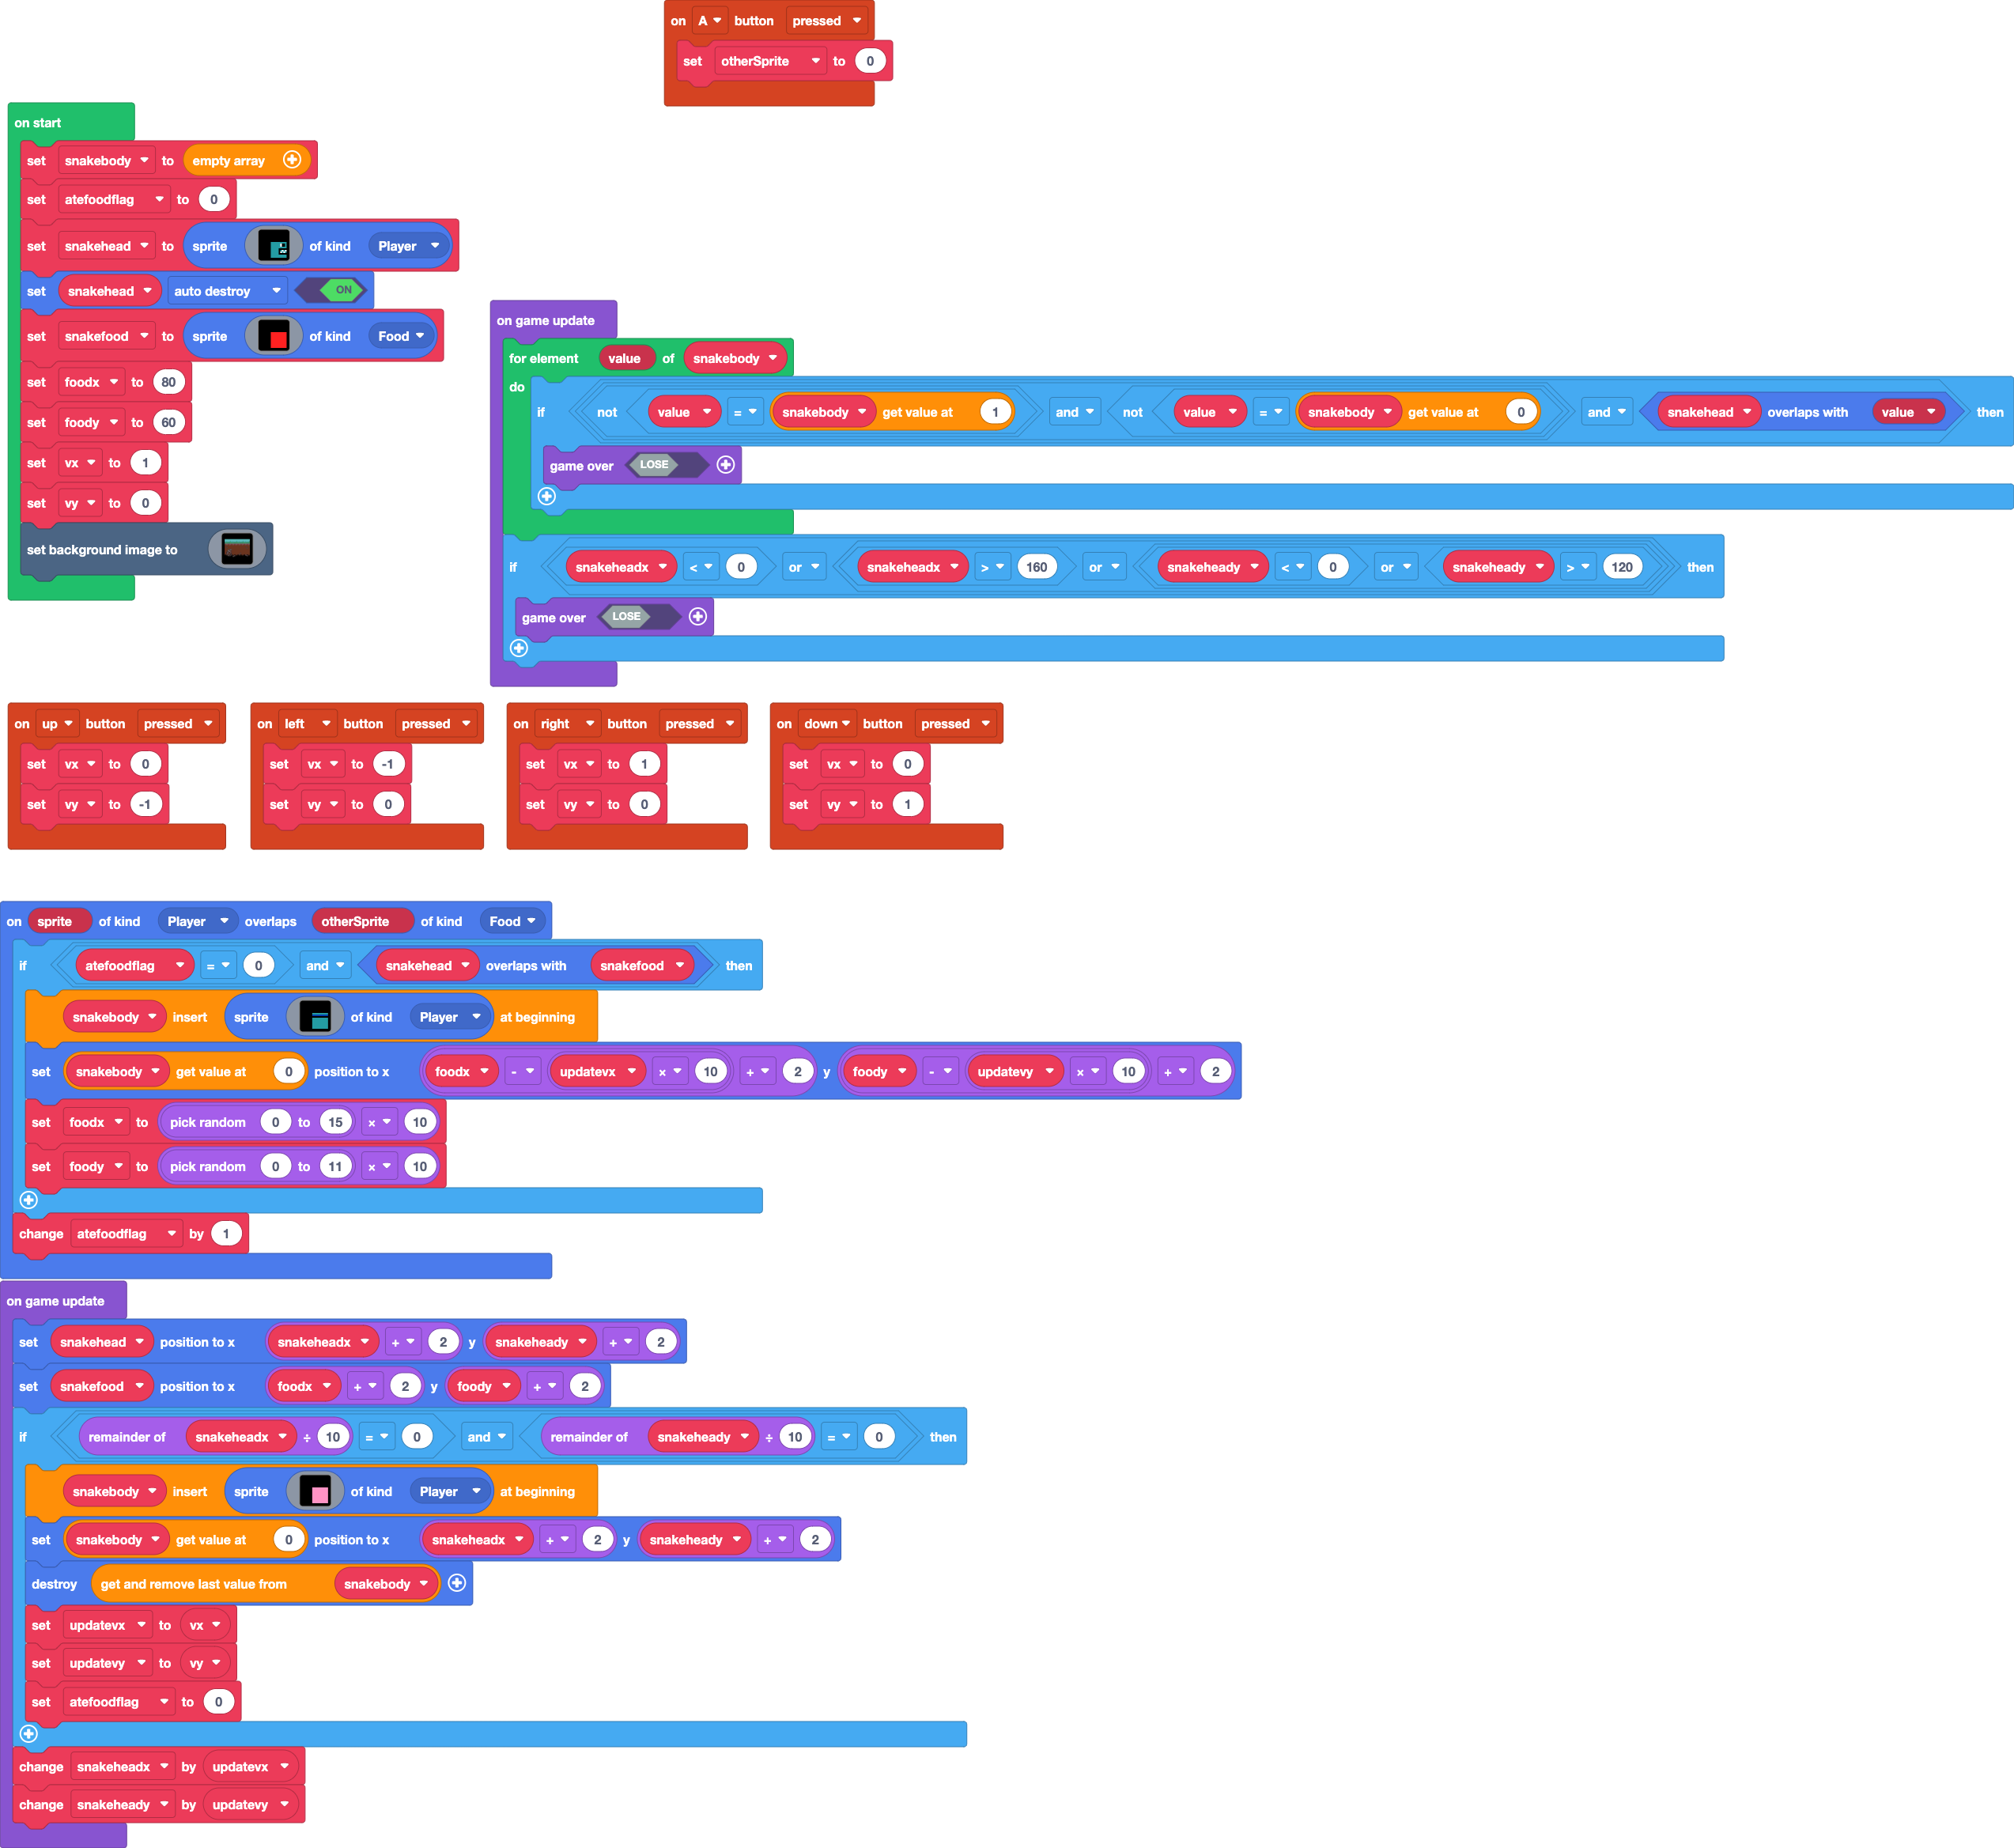 on A button pressed
set otherSprite to 0
on start
set snakebody to empty array
set atefoodflag to 0
set snakehead to sprite of kind Player
set snakehead auto destroy ON
set snakefood to sprite of kind Food
set foodx to 80
set foody to 60
set vx to 1
set vy to 0
set background image to
on game update
for element value of snakebody
do
if not value = snakebody get value at 1 and not value = snakebody get value at 0 and snakehead overlaps with value then
game over LOSE
if snakeheadx < 0 or snakeheadx > 160 or snakeheady < 0 or snakeheady > 120 then
game over LOSE
on up button pressed
set vx to 0
set vy to -1
on left button pressed
set vx to -1
set vy to 0
on right button pressed
set vx to 1
set vy to 0
on down button pressed
set vx to 0
set vy to 1
on sprite of kind Player overlaps otherSprite of kind Food
if atefoodflag = 0 and snakehead overlaps with snakefood then
snakebody insert sprite of kind Player at beginning
set snakebody get value at 0 position to x foodx - updatevx × 10 + 2 y foody - updatevy × 10 + 2
set foodx to pick random 0 to 15 × 10
set foody to pick random 0 to 11 × 10
change atefoodflag by 1
on game update
set snakehead position to x snakeheadx + 2 y snakeheady + 2
set snakefood position to x foodx + 2 y foody + 2
if remainder of snakeheadx ÷ 10 = 0 and remainder of snakeheady ÷ 10 = 0 then
snakebody insert sprite of kind Player at beginning
set snakebody get value at 0 position to x snakeheadx + 2 y snakeheady + 2
destroy get and remove last value from snakebody
set updatevx to vx
set updatevy to vy
set atefoodflag to 0
change snakeheadx by updatevx
change snakeheady by updatevy